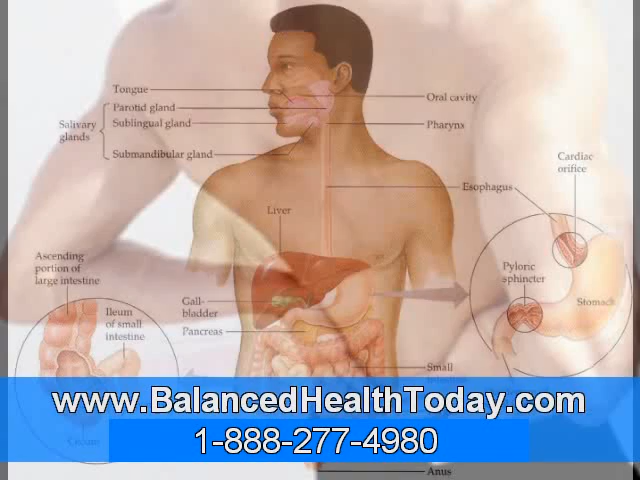 Tongue
Parotid gland
Salivary
glands
Sublingual gland
Submandibular gland
Oral cavity
Pharynx
Cardiac
orifice
Esophagus
Liver
Ascending
portion of
large intestine
Pyloric
sphincter
Stomach
Gall-
bladder
Ileum
of small
intestine
Pancreas
Small
www.BalancedHealthToday.com
Cecum
1-888-277-4980
Anus